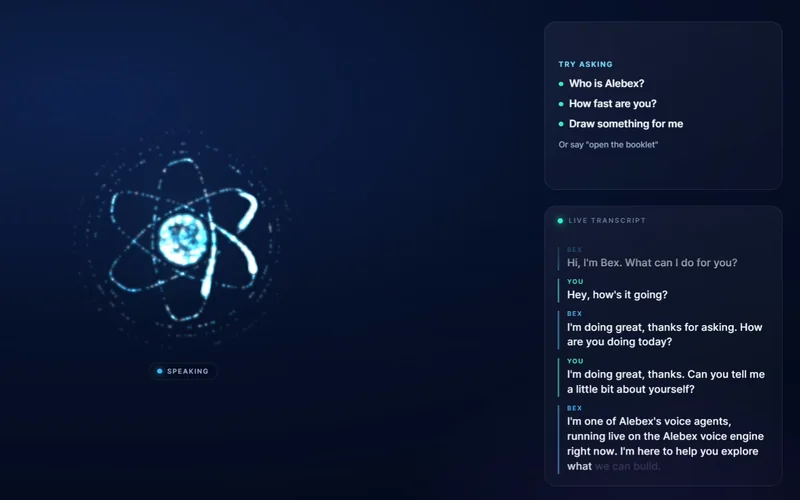 TRY ASKING
Who is Alebex?
How fast are you?
Draw something for me
Or say "open the booklet"
SPEAKING
LIVE TRANSCRIPT
BEX
Hi, I'm Bex. What can I do for you?
YOU
Hey, how's it going?
BEX
I'm doing great, thanks for asking. How
are you doing today?
YOU
I'm doing great, thanks. Can you tell me
a little bit about yourself?
BEX
I'm one of Alebex's voice agents,
running live on the Alebex voice engine
right now. I'm here to help you explore
what we can build.